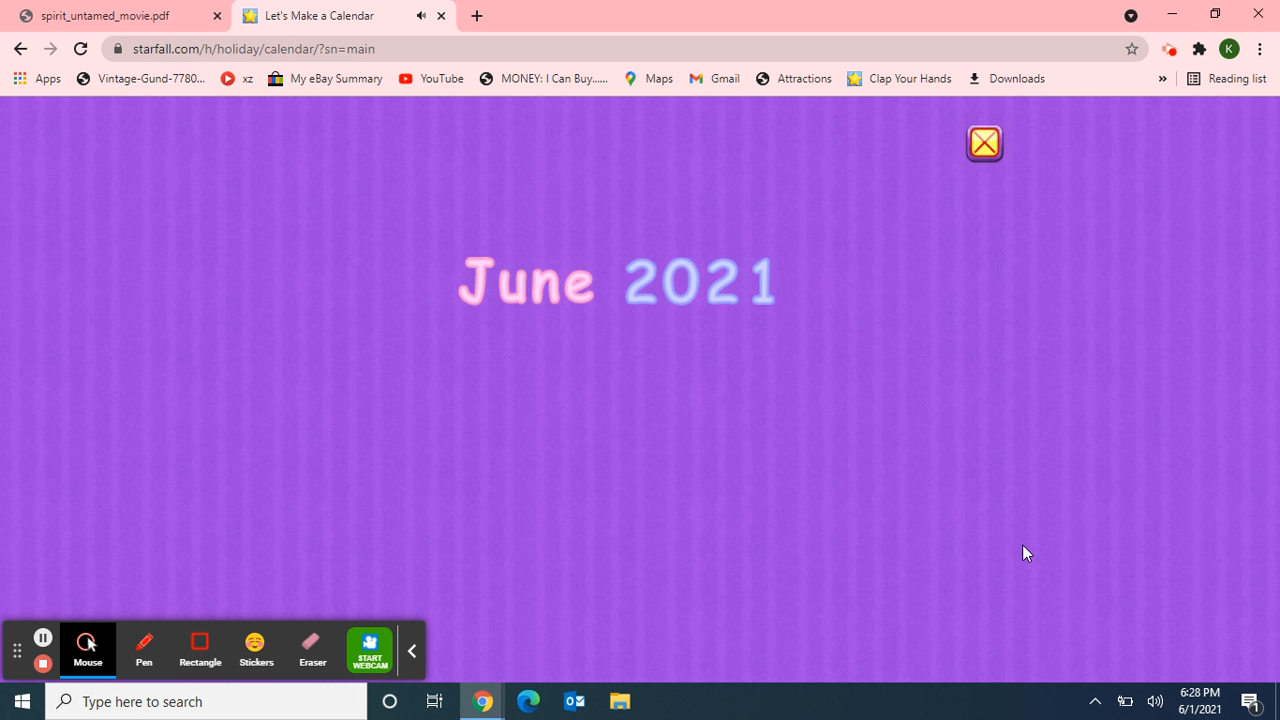 spirit_untamed_movie.pdf
Let's Make a Calendar
K
starfall.com/h/holiday/calendar/?sn=main
Apps
Vintage-Gund-7780...
xz
My eBay Summary
YouTube
MONEY: I Can Buy......
Maps
Gmail
Attractions
Clap Your Hands
Downloads
»
Reading list
June 2021
Mouse
Pen
Rectangle
Stickers
Eraser
START
WEBCAM
Type here to search
6:28 PM
6/1/2021
1